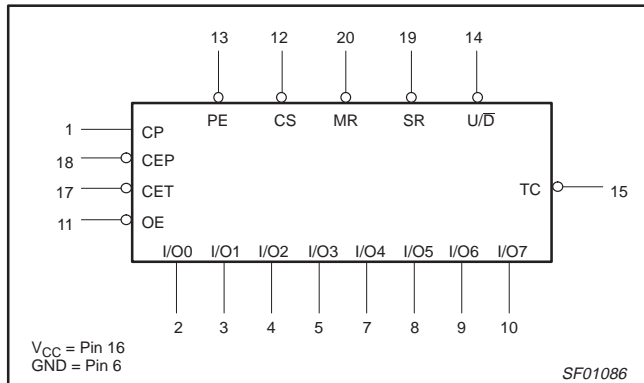 13 12 20 19 14
PE CS MR SR U/D̅
1 CP
18 CEP
17 CET
TC 15
11 OE
I/O0 I/O1 I/O2 I/O3 I/O4 I/O5 I/O6 I/O7
2 3 4 5 7 8 9 10
VCC = Pin 16
GND = Pin 6
SF01086